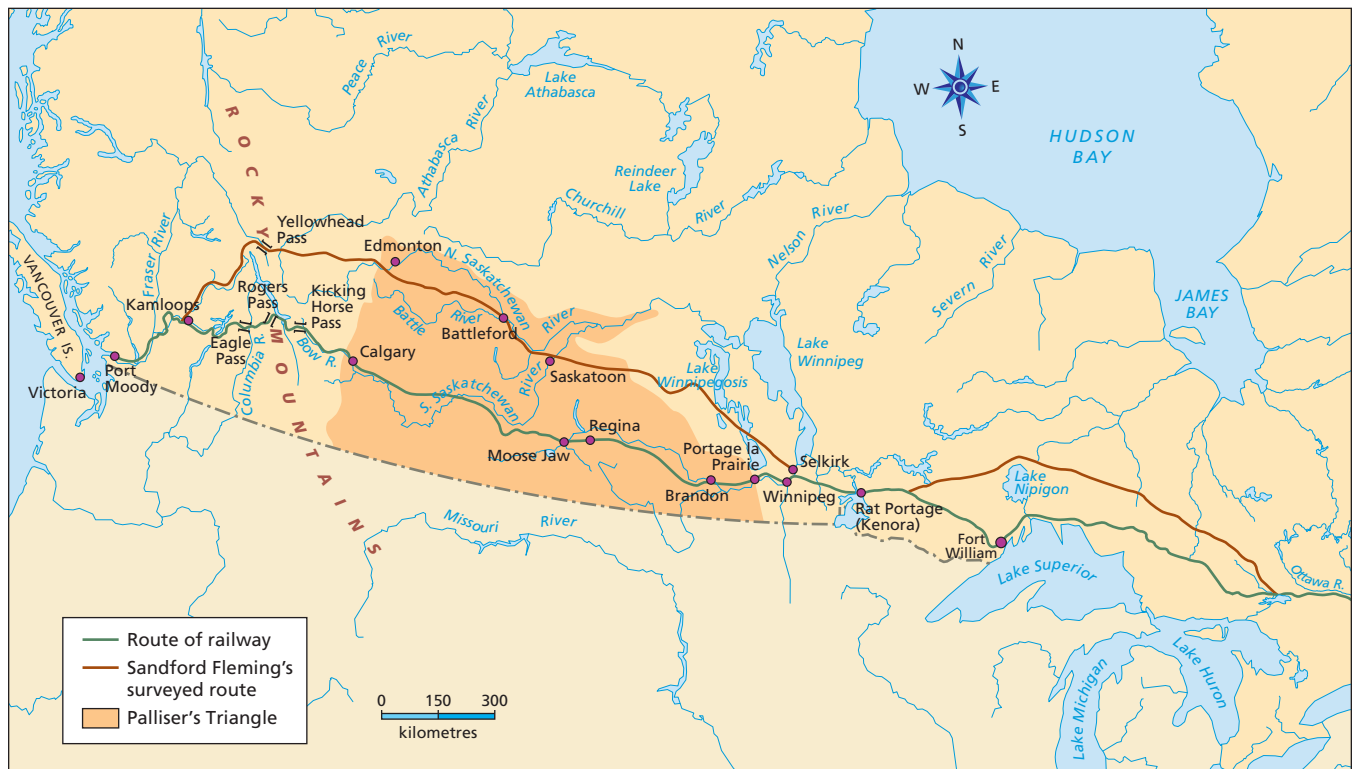 Peace River
Lake
Athabasca
N
W
E
S
HUDSON
BAY
ROCKY MOUNTAINS
Athabasca River
Reindeer
Lake
Churchill River
Nelson River
Severn River
JAMES
BAY
Fraser River
Yellowhead
Pass
Edmonton
N. Saskatchewan River
VANCOUVER IS.
Kamloops
Rogers
Pass
Kicking
Horse
Pass
Battle River
Battleford
Eagle
Pass
Columbia R.
Bow R.
Calgary
Lake
Winnipeg
Lake
Winnipegosis
Victoria
Port
Moody
Saskatoon
S. Saskatchewan River
Regina
Moose Jaw
Portage la
Prairie
Selkirk
Brandon
Winnipeg
Rat Portage
(Kenora)
Lake
Nipigon
Missouri River
Fort
William
Lake Superior
Ottawa R.
Lake Michigan
Lake Huron
Route of railway
Sandford Fleming's
surveyed route
Palliser's Triangle
0 150 300
kilometres